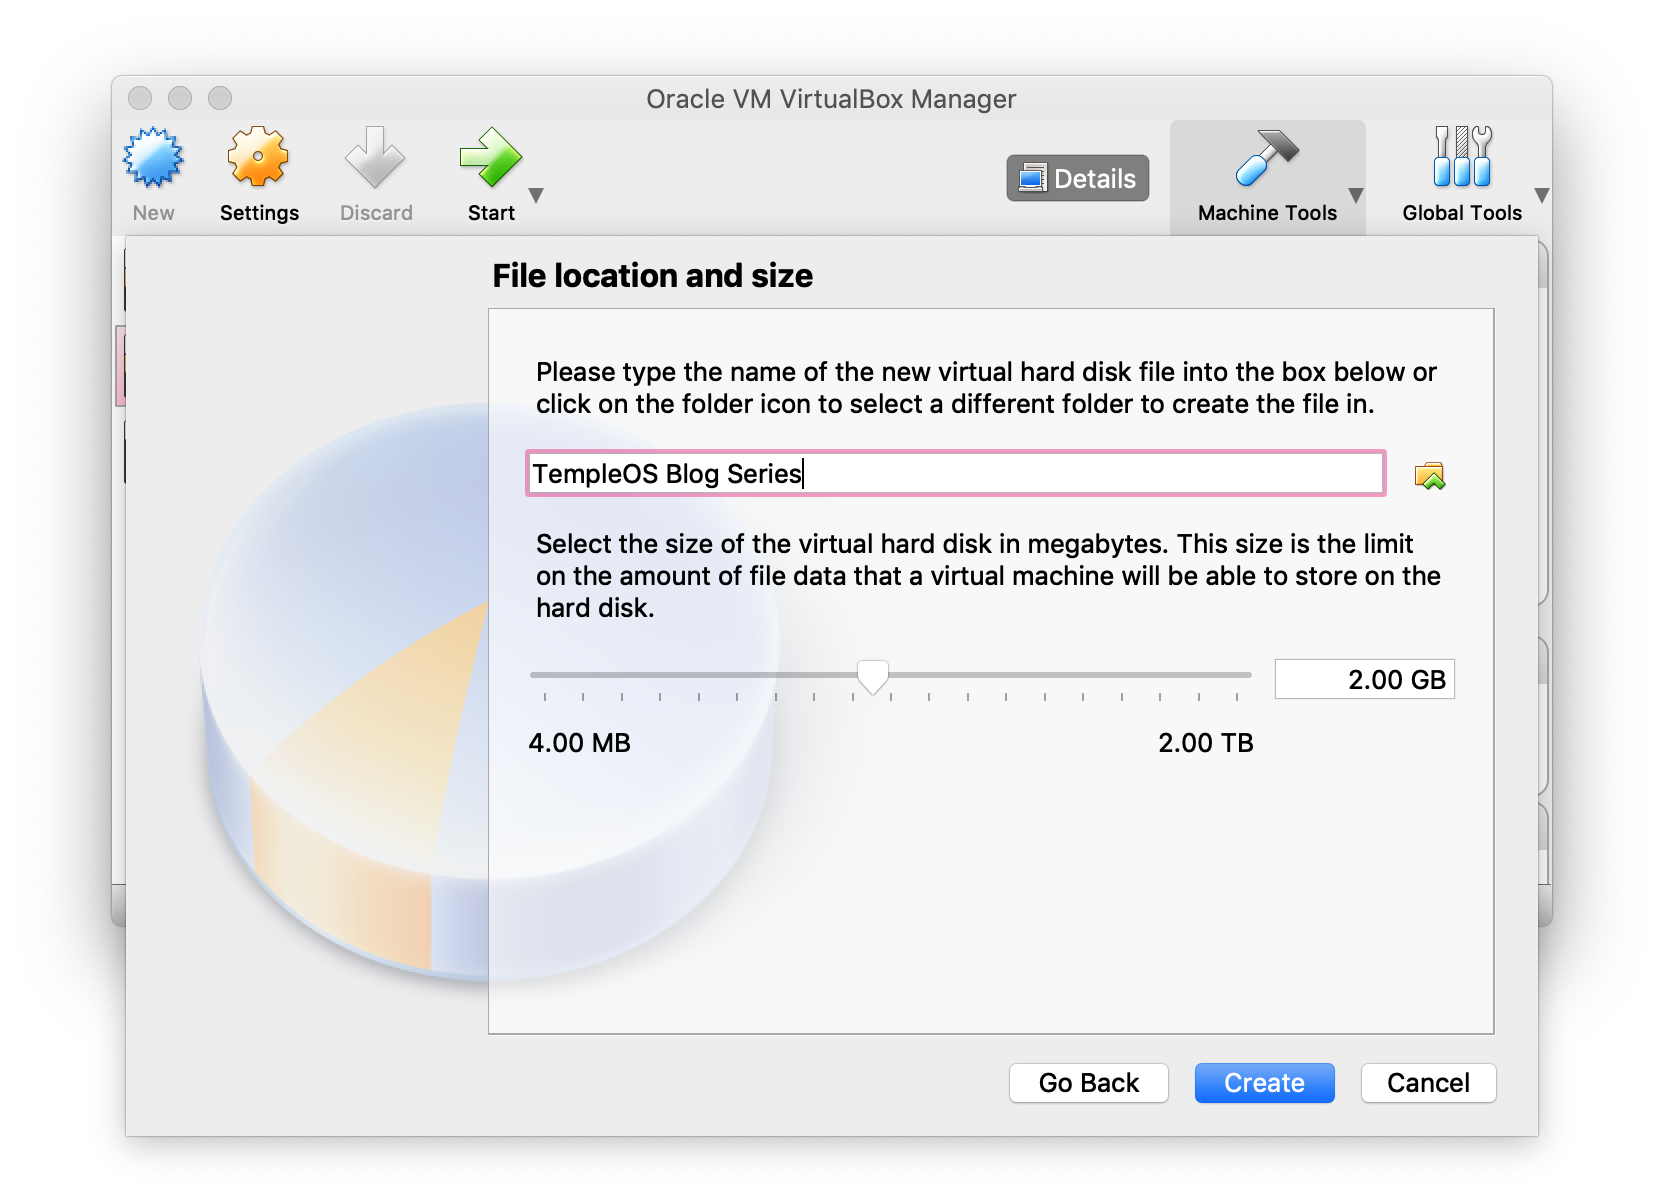 Oracle VM VirtualBox Manager
New
Settings
Discard
Start
Details
Machine Tools
Global Tools
File location and size
Please type the name of the new virtual hard disk file into the box below or
click on the folder icon to select a different folder to create the file in.
TempleOS Blog Series
Select the size of the virtual hard disk in megabytes. This size is the limit
on the amount of file data that a virtual machine will be able to store on the
hard disk.
2.00 GB
4.00 MB
2.00 TB
Go Back
Create
Cancel